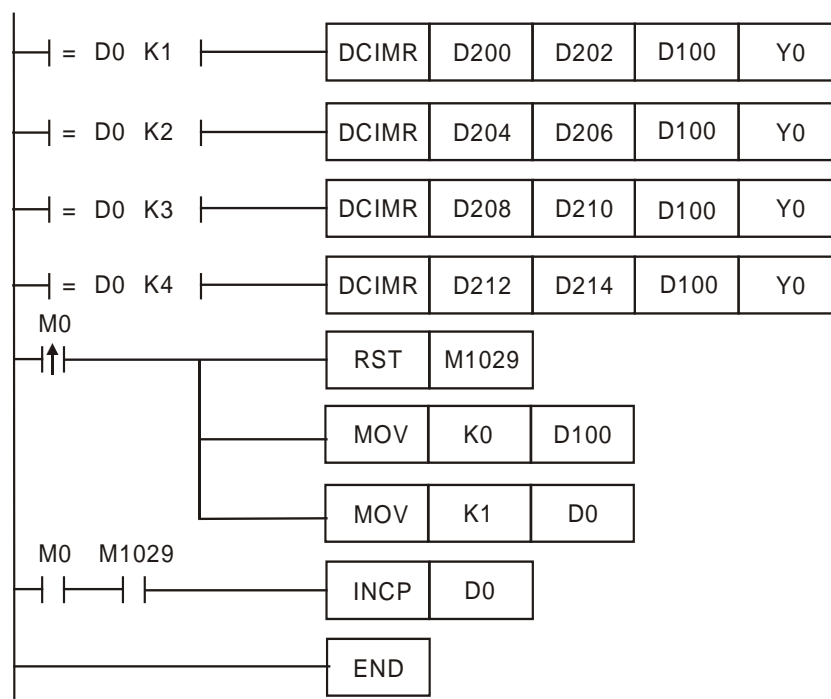 = D0 K1 DCIMR D200 D202 D100 Y0
= D0 K2 DCIMR D204 D206 D100 Y0
= D0 K3 DCIMR D208 D210 D100 Y0
= D0 K4 DCIMR D212 D214 D100 Y0
M0
RST M1029
MOV K0 D100
MOV K1 D0
M0 M1029
INCP D0
END